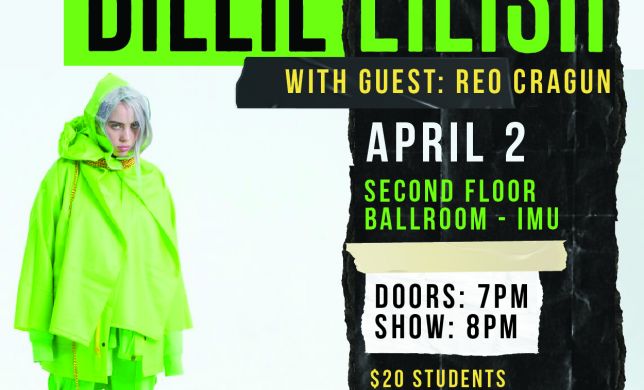 BILLIE EILISH
WITH GUEST: REO CRAGUN
APRIL 2
SECOND FLOOR
BALLROOM - IMU
DOORS: 7PM
SHOW: 8PM
$20 STUDENTS